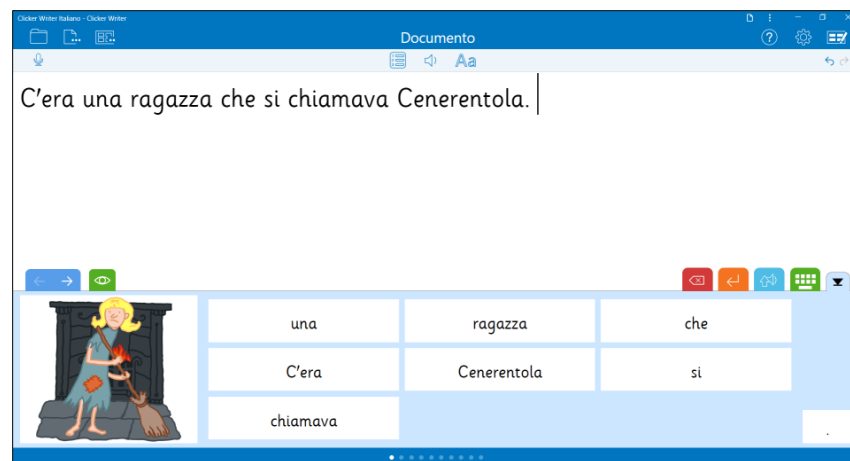 Clicker Writer Italiano - Clicker Writer
Documento
?
Aa
C'era una ragazza che si chiamava Cenerentola.
una ragazza che
C'era Cenerentola si
chiamava
.